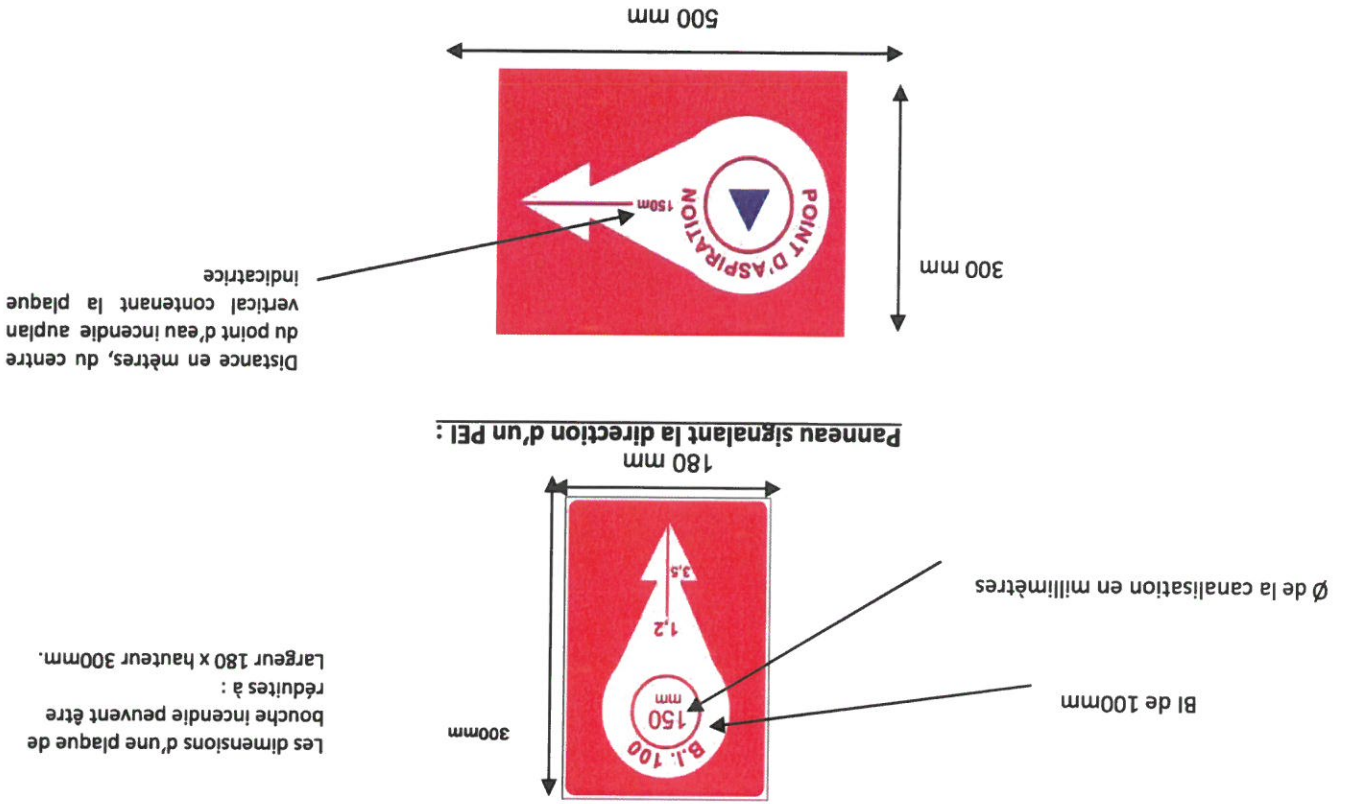 B.I. 100
150
mm
1,2
3,5
BI de 100mm
Ø de la canalisation en millimètres
300mm
180 mm
Les dimensions d'une plaque de
bouche incendie peuvent être
réduites à :
Largeur 180 x hauteur 300mm.
Panneau signalant la direction d'un PEI :
300 mm
POINT D'ASPIRATION
150m
Distance en mètres, du centre
du point d'eau incendie auplan
vertical contenant la plaque
indicatrice
500 mm